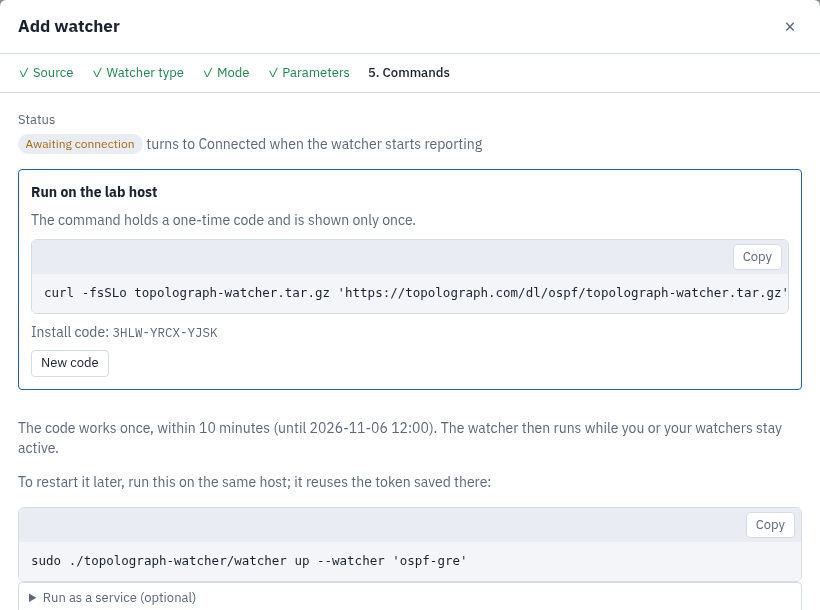 Add watcher
×
✓ Source ✓ Watcher type ✓ Mode ✓ Parameters 5. Commands
Status
Awaiting connection turns to Connected when the watcher starts reporting
Run on the lab host
The command holds a one-time code and is shown only once.
Copy
curl -fsSLo topolograph-watcher.tar.gz 'https://topolograph.com/dl/ospf/topolograph-watcher.tar.gz'
Install code: 3HLW-YRCX-YJSK
New code
The code works once, within 10 minutes (until 2026-11-06 12:00). The watcher then runs while you or your watchers stay
active.
To restart it later, run this on the same host; it reuses the token saved there:
Copy
sudo ./topolograph-watcher/watcher up --watcher 'ospf-gre'
▶ Run as a service (optional)